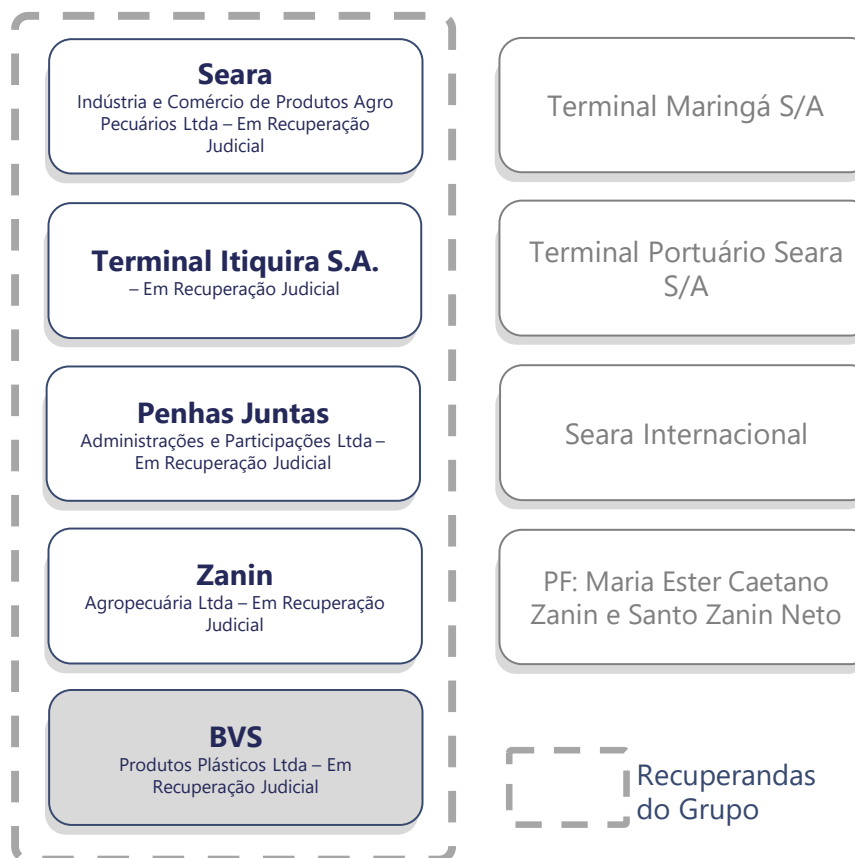 Seara
Indústria e Comércio de Produtos Agro
Pecuários Ltda – Em Recuperação
Judicial
Terminal Itiquira S.A.
– Em Recuperação Judicial
Penhas Juntas
Administrações e Participações Ltda –
Em Recuperação Judicial
Zanin
Agropecuária Ltda – Em Recuperação
Judicial
BVS
Produtos Plásticos Ltda – Em
Recuperação Judicial
Terminal Maringá S/A
Terminal Portuário Seara
S/A
Seara Internacional
PF: Maria Ester Caetano
Zanin e Santo Zanin Neto
Recuperandas
do Grupo